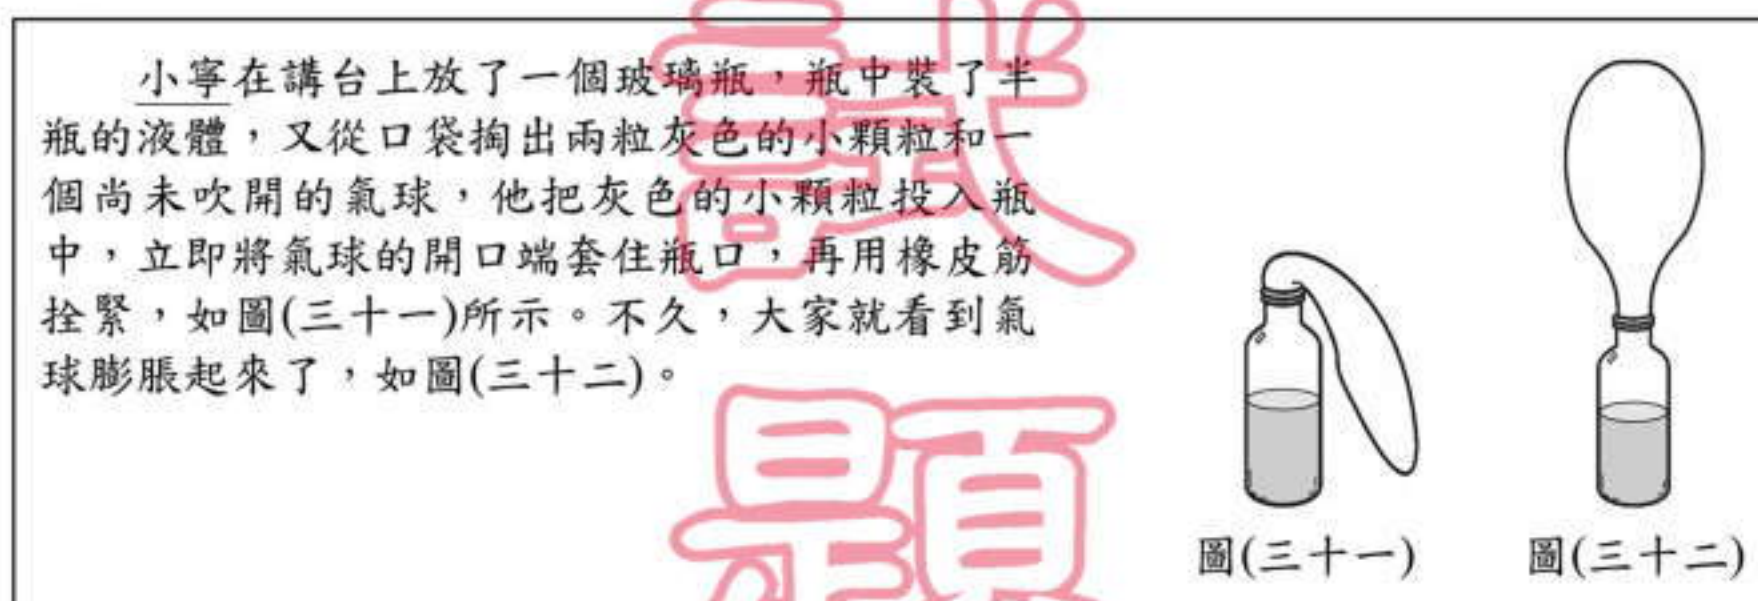 小寧在講台上放了一個玻璃瓶，瓶中裝了半
瓶的液體，又從口袋掏出兩粒灰色的小顆粒和一
個尚未吹開的氣球，他把灰色的小顆粒投入瓶
中，立即將氣球的開口端套住瓶口，再用橡皮筋
拴緊，如圖(三十一)所示。不久，大家就看到氣
球膨脹起來了，如圖(三十二)。
圖(三十一)
圖(三十二)
試
題